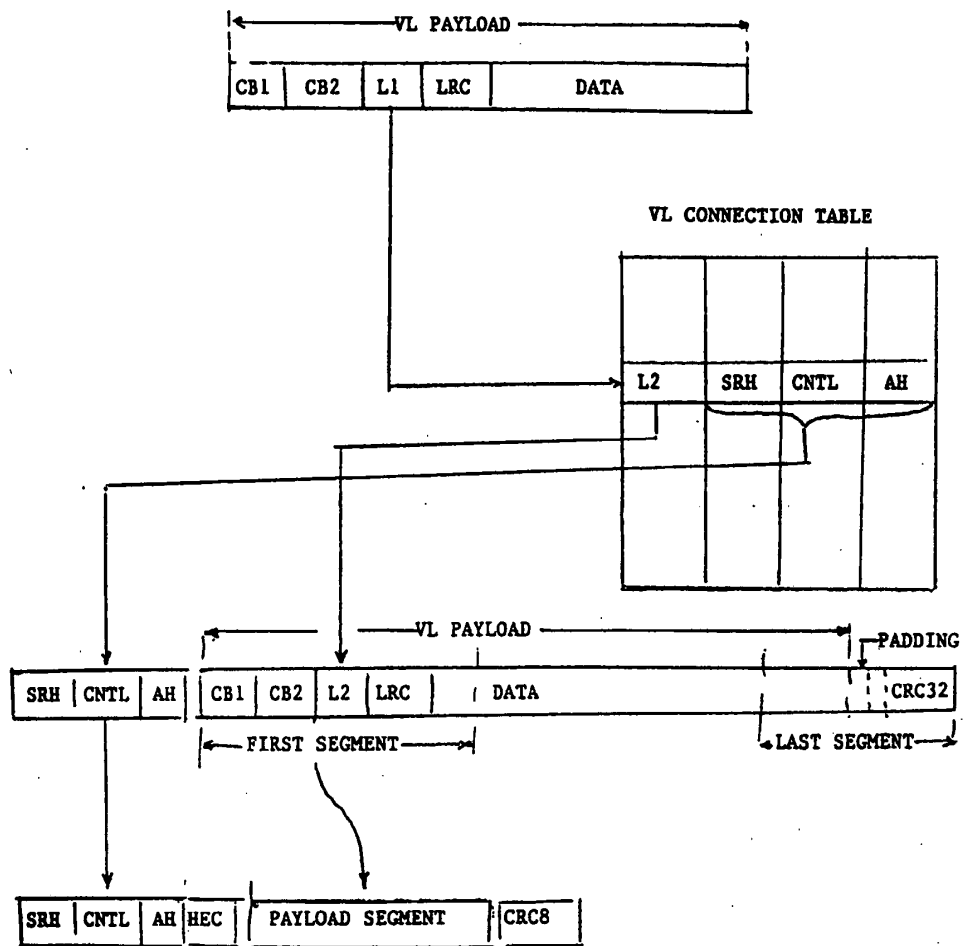 VL PAYLOAD
CB1 CB2 L1 LRC DATA
VL CONNECTION TABLE
L2 SRH CNTL AH
VL PAYLOAD
PADDING
SRH CNTL AH CB1 CB2 L2 LRC DATA CRC32
FIRST SEGMENT LAST SEGMENT
SRH CNTL AH HEC PAYLOAD SEGMENT CRC8